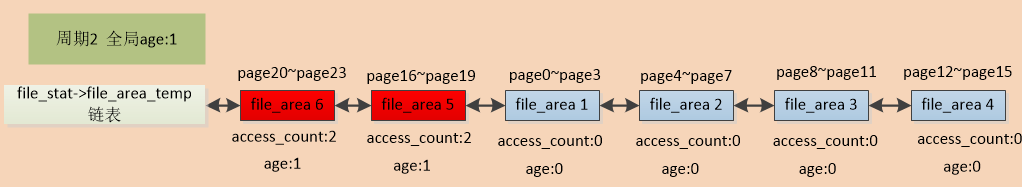 周期2 全局age:1
page20~page23
page16~page19
page0~page3
page4~page7
page8~page11
page12~page15
file_stat->file_area_temp
链表
file_area 6
file_area 5
file_area 1
file_area 2
file_area 3
file_area 4
access_count:2
access_count:2
access_count:0
access_count:0
access_count:0
access_count:0
age:1
age:1
age:0
age:0
age:0
age:0